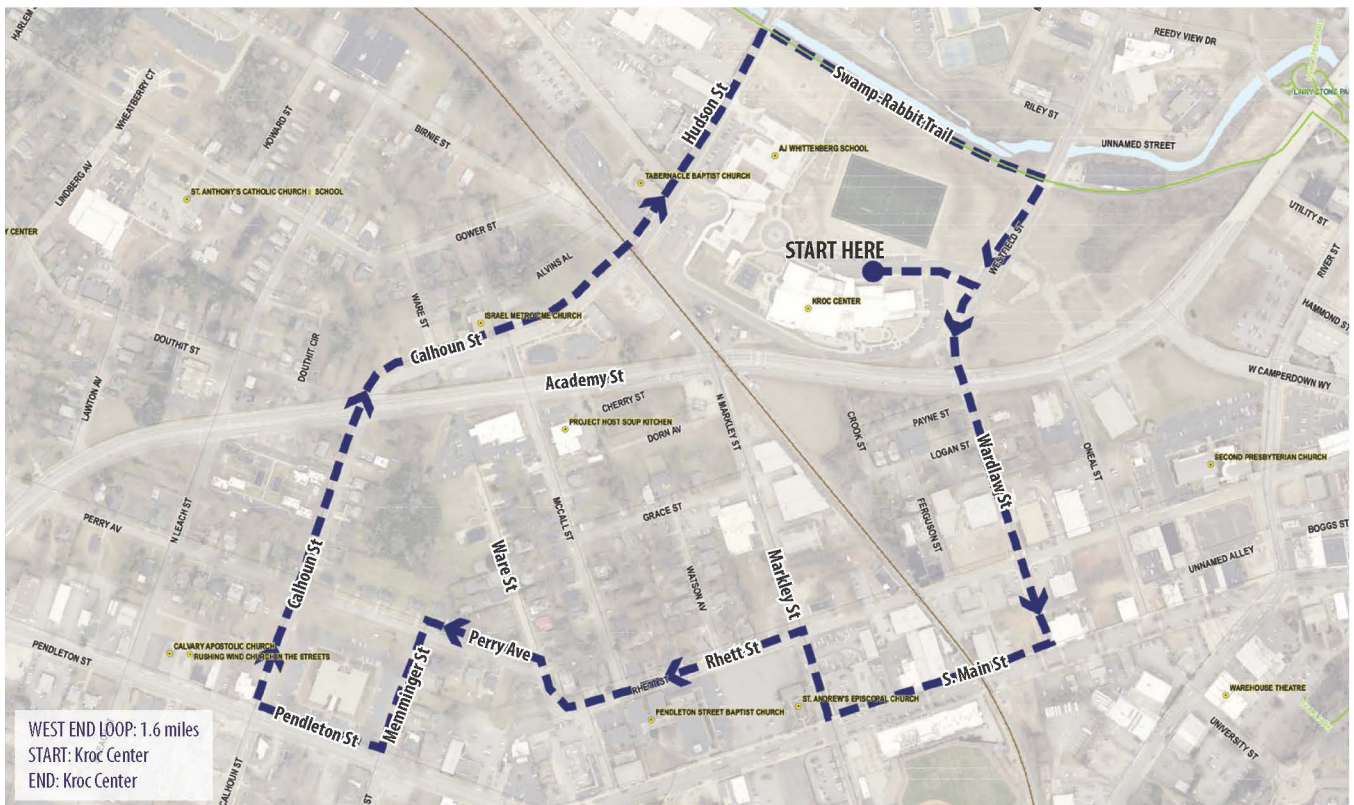 HARLEM S
WHEATBERRY CT
LINDBERG AV
HOWARD ST
BIRNIE ST
ST. ANTHONY'S CATHOLIC CHURCH SCHOOL
Y CENTER
GOWER ST
ALVINS AL
Hudson St
Swamp Rabbit Trail
REEDY VIEW DR
RILEY ST
UNNAMED STREET
AJ WHITTENBERG SCHOOL
TABERNACLE BAPTIST CHURCH
UTILITY ST
RIVER ST
HAMMOND ST
START HERE
WESTFIELD ST
KROC CENTER
WARE ST
ISRAEL METRO CME CHURCH
DOUTHIT ST
DOUTHIT CIR
LAWTON AV
Calhoun St
Academy St
W CAMPERDOWN WY
CHERRY ST
PROJECT HOST SOUP KITCHEN
DORN AV
N MARKLEY ST
CROOK ST
PAYNE ST
LOGAN ST
Wardlaw St
ONEAL ST
SECOND PRESBYTERIAN CHURCH
PERRY AV
N LEACH ST
MCCALL ST
GRACE ST
FERGUSON ST
BOGGS ST
UNNAMED ALLEY
Calhoun St
Ware St
WATSON AV
Markley St
PENDLETON ST
CALVARY APOSTOLIC CHURCH
RUSHING WIND CHURCH IN THE STREETS
Memminger St
Perry Ave
Rhett St
RHETT ST
S. Main St
ST. ANDREW'S EPISCOPAL CHURCH
PENDLETON STREET BAPTIST CHURCH
WAREHOUSE THEATRE
UNIVERSITY ST
Pendleton St
WEST END LOOP: 1.6 miles
START: Kroc Center
END: Kroc Center
CALHOUN ST
ST